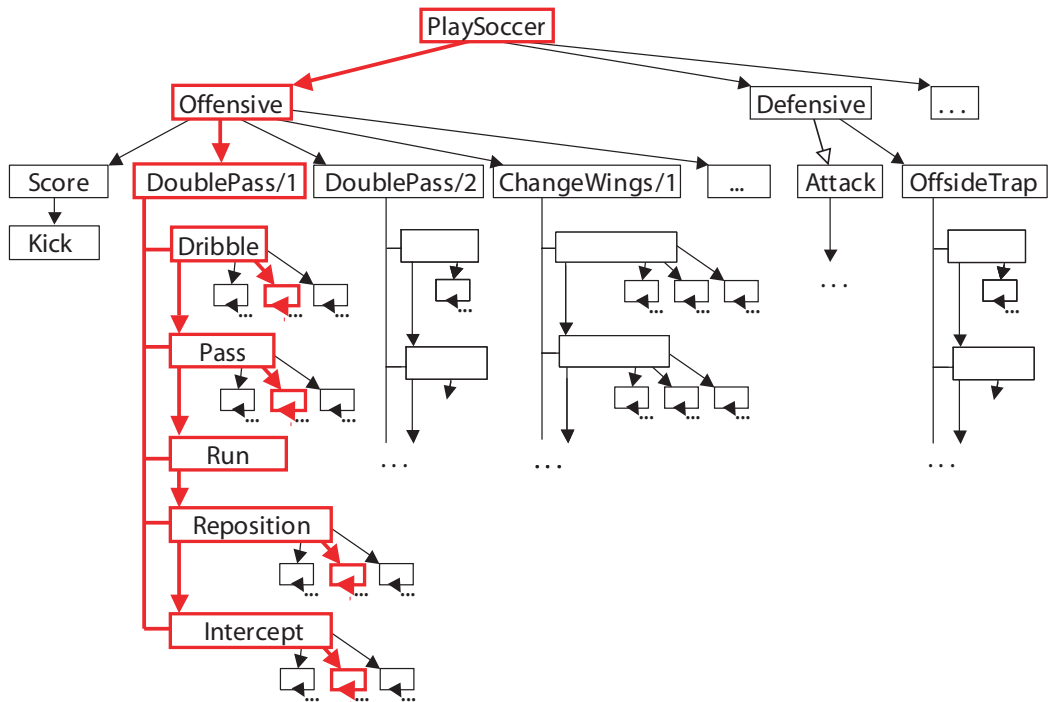 PlaySoccer
Offensive
Defensive
. . .
Score
DoublePass/1
DoublePass/2
ChangeWings/1
...
Attack
OffsideTrap
Kick
Dribble
... ... ...
...
... ... ...
. . .
...
Pass
... ... ...
... ... ...
Run
. . .
. . .
. . .
Reposition
... ... ...
Intercept
... ... ...